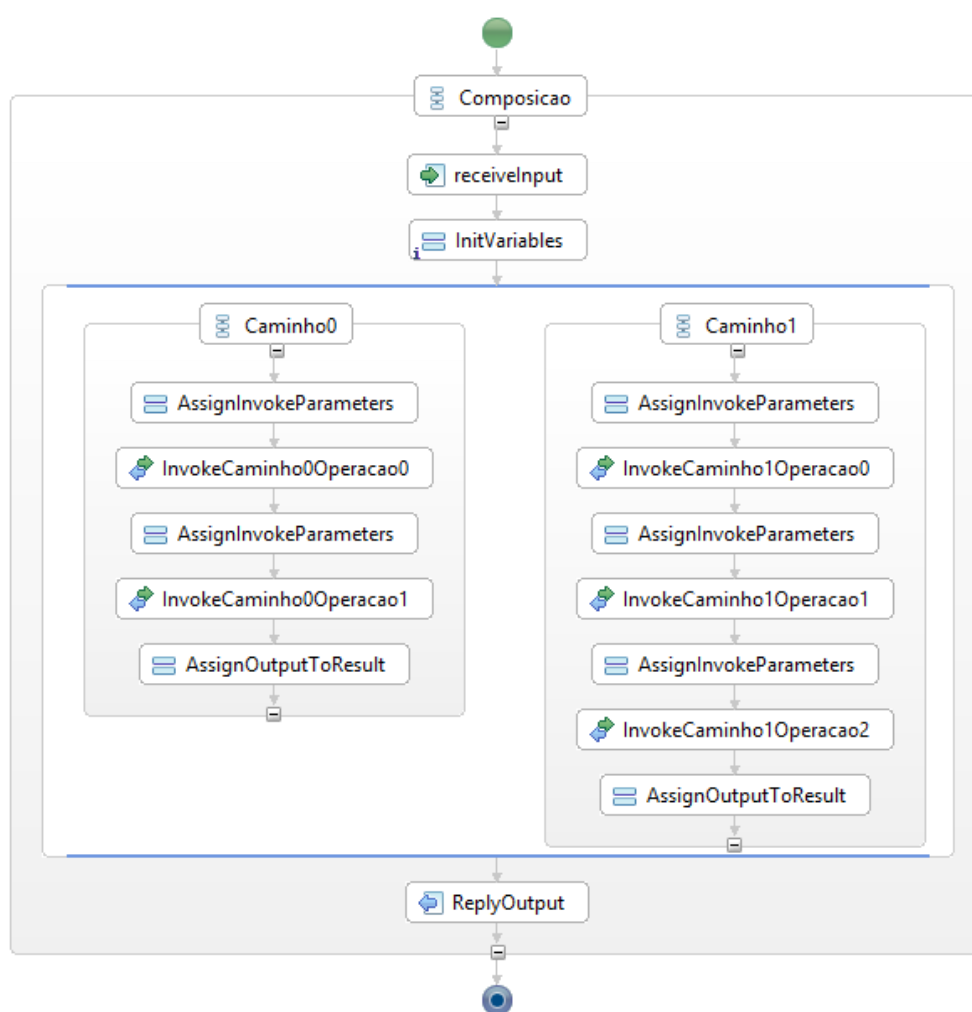 Composicao
receiveInput
InitVariables
Caminho0
AssignInvokeParameters
InvokeCaminho0Operacao0
AssignInvokeParameters
InvokeCaminho0Operacao1
AssignOutputToResult
Caminho1
AssignInvokeParameters
InvokeCaminho1Operacao0
AssignInvokeParameters
InvokeCaminho1Operacao1
AssignInvokeParameters
InvokeCaminho1Operacao2
AssignOutputToResult
ReplyOutput